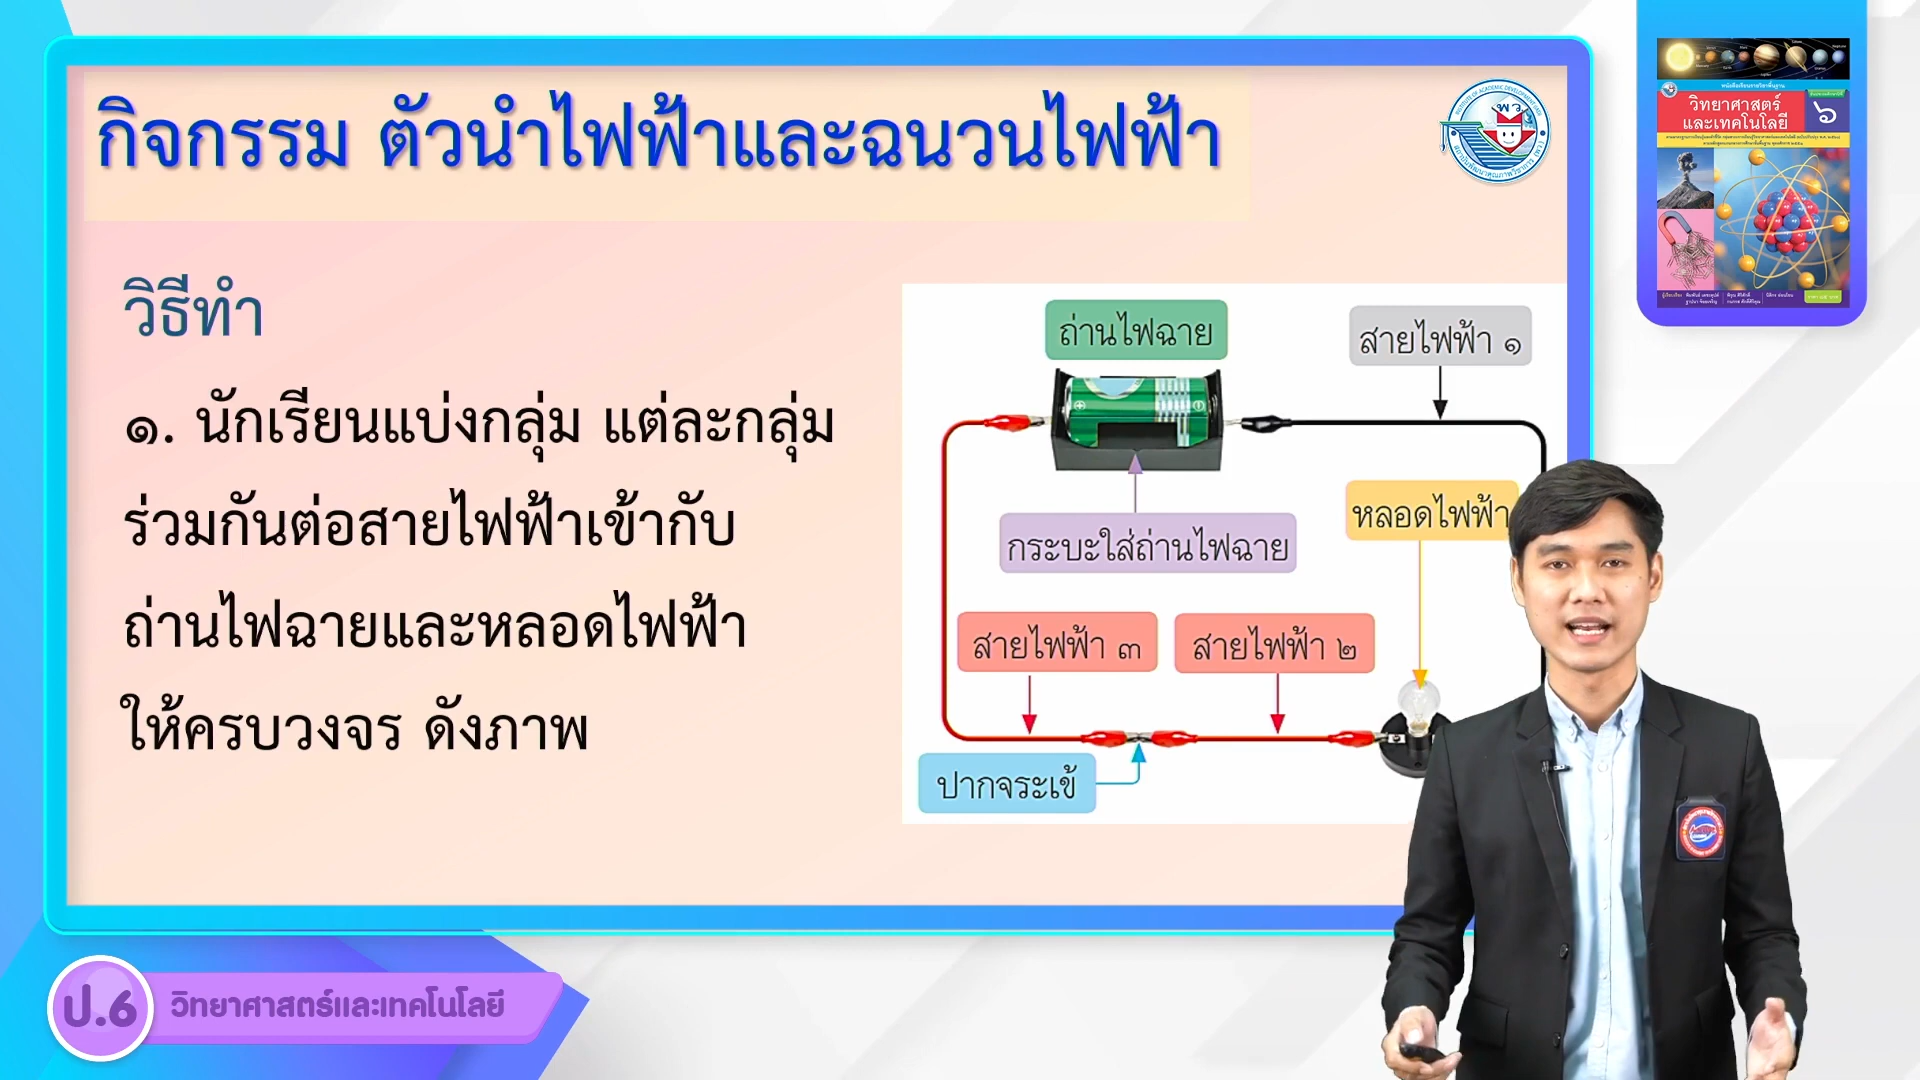 กิจกรรม ตัวนำไฟฟ้าและฉนวนไฟฟ้า
วิธีทำ
๑. นักเรียนแบ่งกลุ่ม แต่ละกลุ่ม
ร่วมกันต่อสายไฟฟ้าเข้ากับ
ถ่านไฟฉายและหลอดไฟฟ้า
ให้ครบวงจร ดังภาพ
ถ่านไฟฉาย
สายไฟฟ้า ๑
กระบะใส่ถ่านไฟฉาย
หลอดไฟฟ้า
สายไฟฟ้า ๓
สายไฟฟ้า ๒
ปากจระเข้
พว.
วิทยาศาสตร์
และเทคโนโลยี
๖
ป.6
วิทยาศาสตร์และเทคโนโลยี